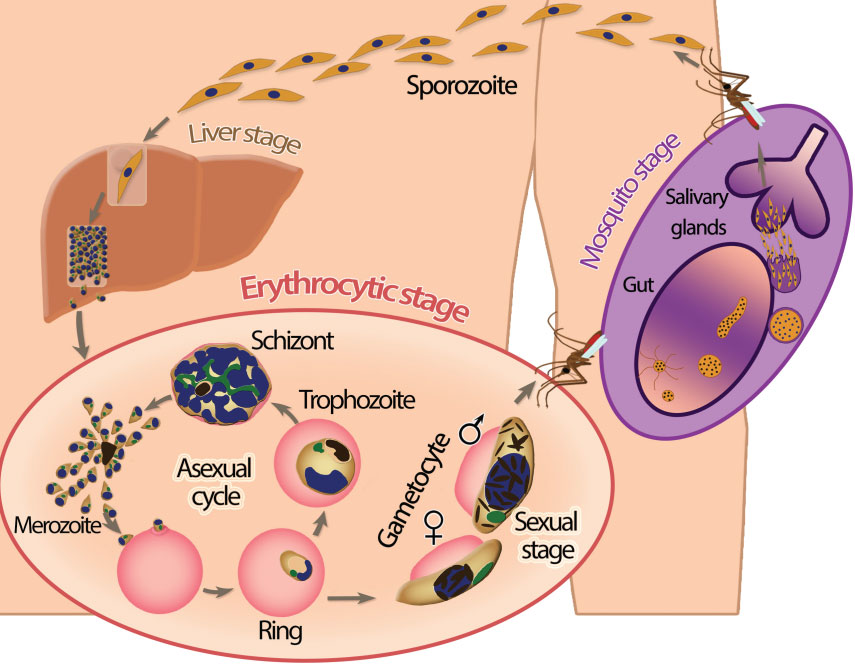 Sporozoite
Liver stage
Mosquito stage
Salivary
glands
Gut
Erythrocytic stage
Schizont
Trophozoite
Asexual
cycle
Merozoite
Ring
Gametocyte
♂
♀
Sexual
stage